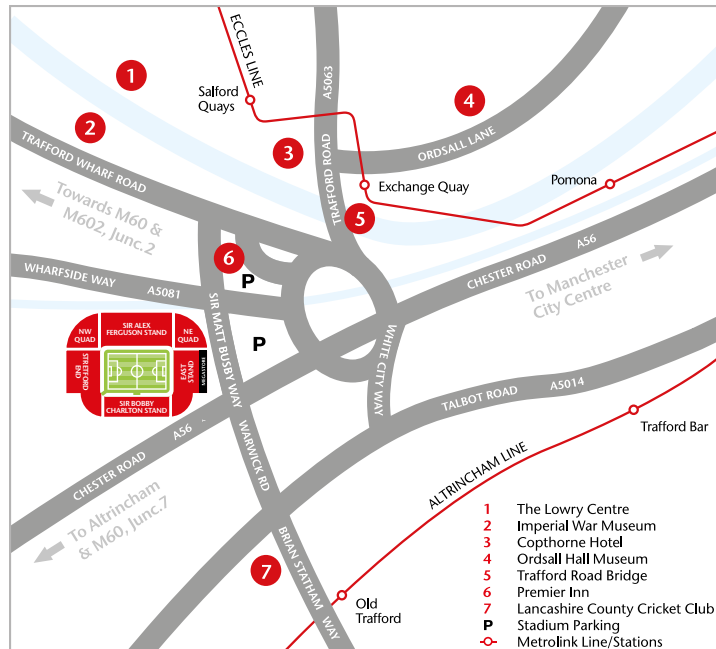 ECCLES LINE
A5063
1
Salford
Quays
4
2
3
ORDSALL LANE
TRAFFORD WHARF ROAD
TRAFFORD ROAD
Exchange Quay
Pomona
Towards M60 &
M602, Junc.2
5
6
P
CHESTER ROAD
A56
WHARFSIDE WAY
A5081
To Manchester
City Centre
SIR MATT BUSBY WAY
P
WHITE CITY WAY
NW
QUAD
SIR ALEX
FERGUSON STAND
NE
QUAD
STRETFORD
END
EAST
STAND
MEGASTORE
SIR BOBBY
CHARLTON STAND
TALBOT ROAD
A5014
CHESTER ROAD
A56
WARWICK RD
Trafford Bar
ALTRINCHAM LINE
To Altrincham
& M60, Junc.7
BRIAN STATHAM WAY
7
Old
Trafford
1 The Lowry Centre
2 Imperial War Museum
3 Copthorne Hotel
4 Ordsall Hall Museum
5 Trafford Road Bridge
6 Premier Inn
7 Lancashire County Cricket Club
P Stadium Parking
Metrolink Line/Stations